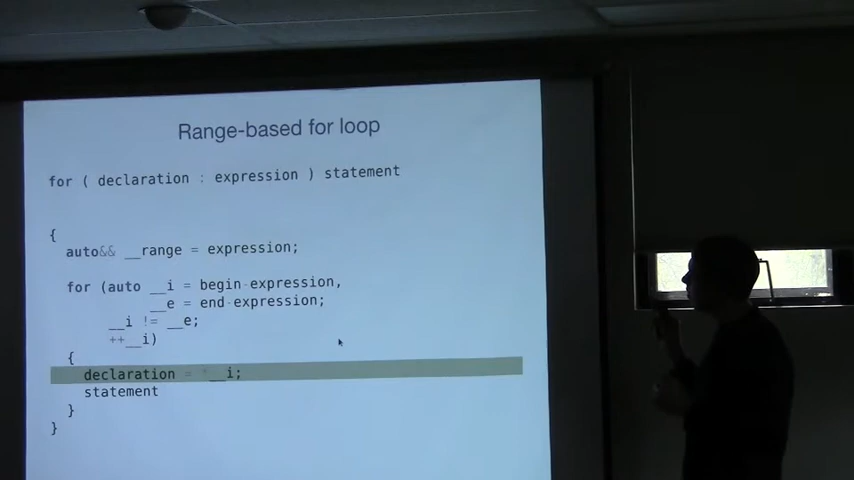 Range-based for loop
for ( declaration : expression ) statement
{
auto&& __range = expression;
for (auto __i = begin-expression,
__e = end-expression;
__i != __e;
++__i)
{
declaration = *__i;
statement
}
}